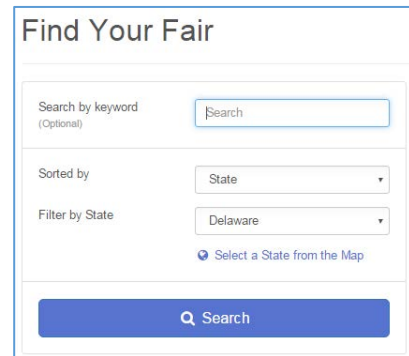 Find Your Fair
Search by keyword
(Optional)
Search
Sorted by
State
Filter by State
Delaware
Select a State from the Map
Search